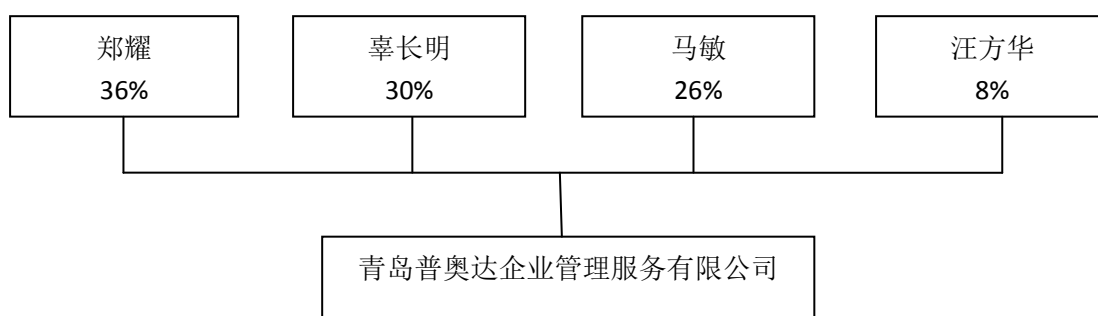 郑耀
36%
辜长明
30%
马敏
26%
汪方华
8%
青岛普奥达企业管理服务有限公司